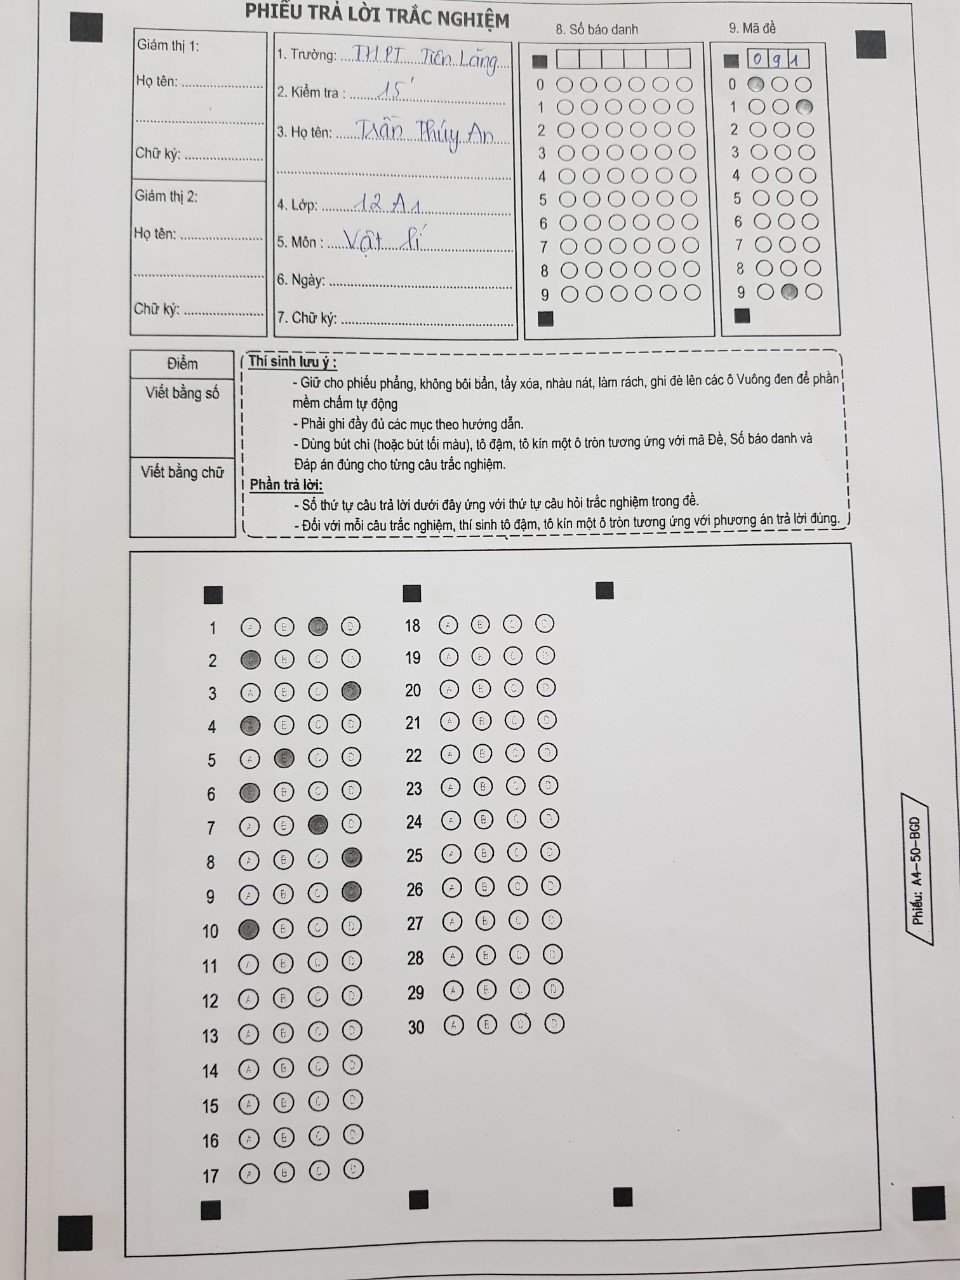 PHIẾU TRẢ LỜI TRẮC NGHIỆM
Giám thị 1:
Họ tên:
Chữ ký:
Giám thị 2:
Họ tên:
Chữ ký:
1. Trường: THPT Tiên Lãng
2. Kiểm tra : 15'
3. Họ tên: Trần Thúy An
4. Lớp: 12 A1
5. Môn : Vật lí
6. Ngày:
7. Chữ ký:
8. Số báo danh
0
1
2
3
4
5
6
7
8
9
9. Mã đề
0 9 1
0
1
2
3
4
5
6
7
8
9
Điểm
Viết bằng số
Viết bằng chữ
Thí sinh lưu ý :
- Giữ cho phiếu phẳng, không bôi bẩn, tẩy xóa, nhàu nát, làm rách, ghi đè lên các ô Vuông đen để phần
mềm chấm tự động
- Phải ghi đầy đủ các mục theo hướng dẫn.
- Dùng bút chì (hoặc bút tối màu), tô đậm, tô kín một ô tròn tương ứng với mã Đề, Số báo danh và
Đáp án đúng cho từng câu trắc nghiệm.
Phần trả lời:
- Số thứ tự câu trả lời dưới đây ứng với thứ tự câu hỏi trắc nghiệm trong đề.
- Đối với mỗi câu trắc nghiệm, thí sinh tô đậm, tô kín một ô tròn tương ứng với phương án trả lời đúng.
1 A B D
2 B C D
3 A B C
4 B C D
5 A C D
6 B C D
7 A B D
8 A B C
9 A B C
10 B C D
11 A B C D
12 A B C D
13 A B C D
14 A B C D
15 A B C D
16 A B C D
17 A B C D
18 A B C D
19 A B C D
20 A B C D
21 A B C D
22 A B C D
23 A B C D
24 A B C D
25 A B C D
26 A B C D
27 A B C D
28 A B C D
29 A B C D
30 A B C D
Phiếu: A4-50-BGD